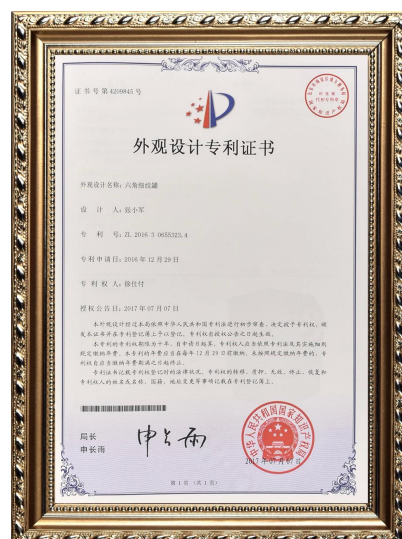 证书号第4209845号
外观设计专利证书
外观设计名称：六角细纹罐
设 计 人：张小军
专 利 号：ZL 2016 3 0655323.4
专利申请日：2016年12月29日
专 利 权 人：徐仕付
授权公告日：2017年07月07日
本外观设计经过本局依照中华人民共和国专利法进行初步审查，决定授予专利权，颁
发本证书并在专利登记簿上予以登记。专利权自授权公告之日起生效。
本专利的专利权期限为十年，自申请日起算。专利权人应当依照专利法及其实施细则
规定缴纳年费。本专利的年费应当在每年12月29日前缴纳。未按照规定缴纳年费的，专
利权自应当缴纳年费期满之日起终止。
专利证书记载专利权登记时的法律状况。专利权的转移、质押、无效、终止、恢复和
专利权人的姓名或名称、国籍、地址变更等事项记载在专利登记簿上。
局长
申长雨
申长雨
中华人民共和国国家知识产权局
2017年07月07日
第1页（共1页）